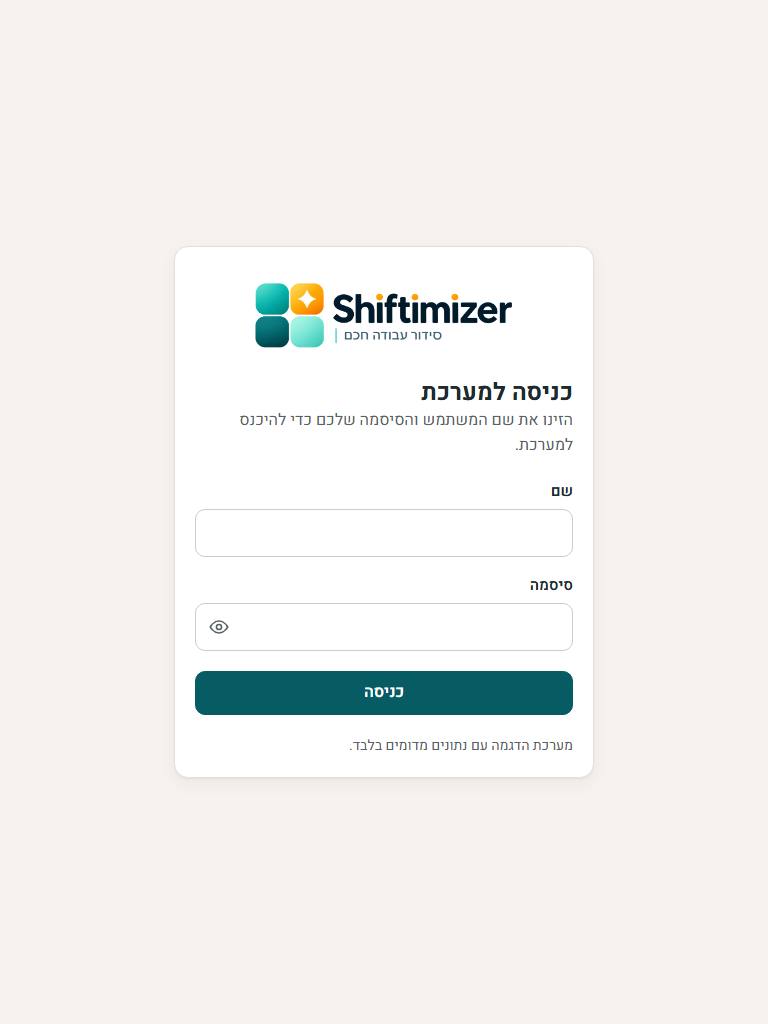 Shiftimizer
סידור עבודה חכם
כניסה למערכת
הזינו את שם המשתמש והסיסמה שלכם כדי להיכנס
למערכת.
שם
סיסמה
כניסה
מערכת הדגמה עם נתונים מדומים בלבד.